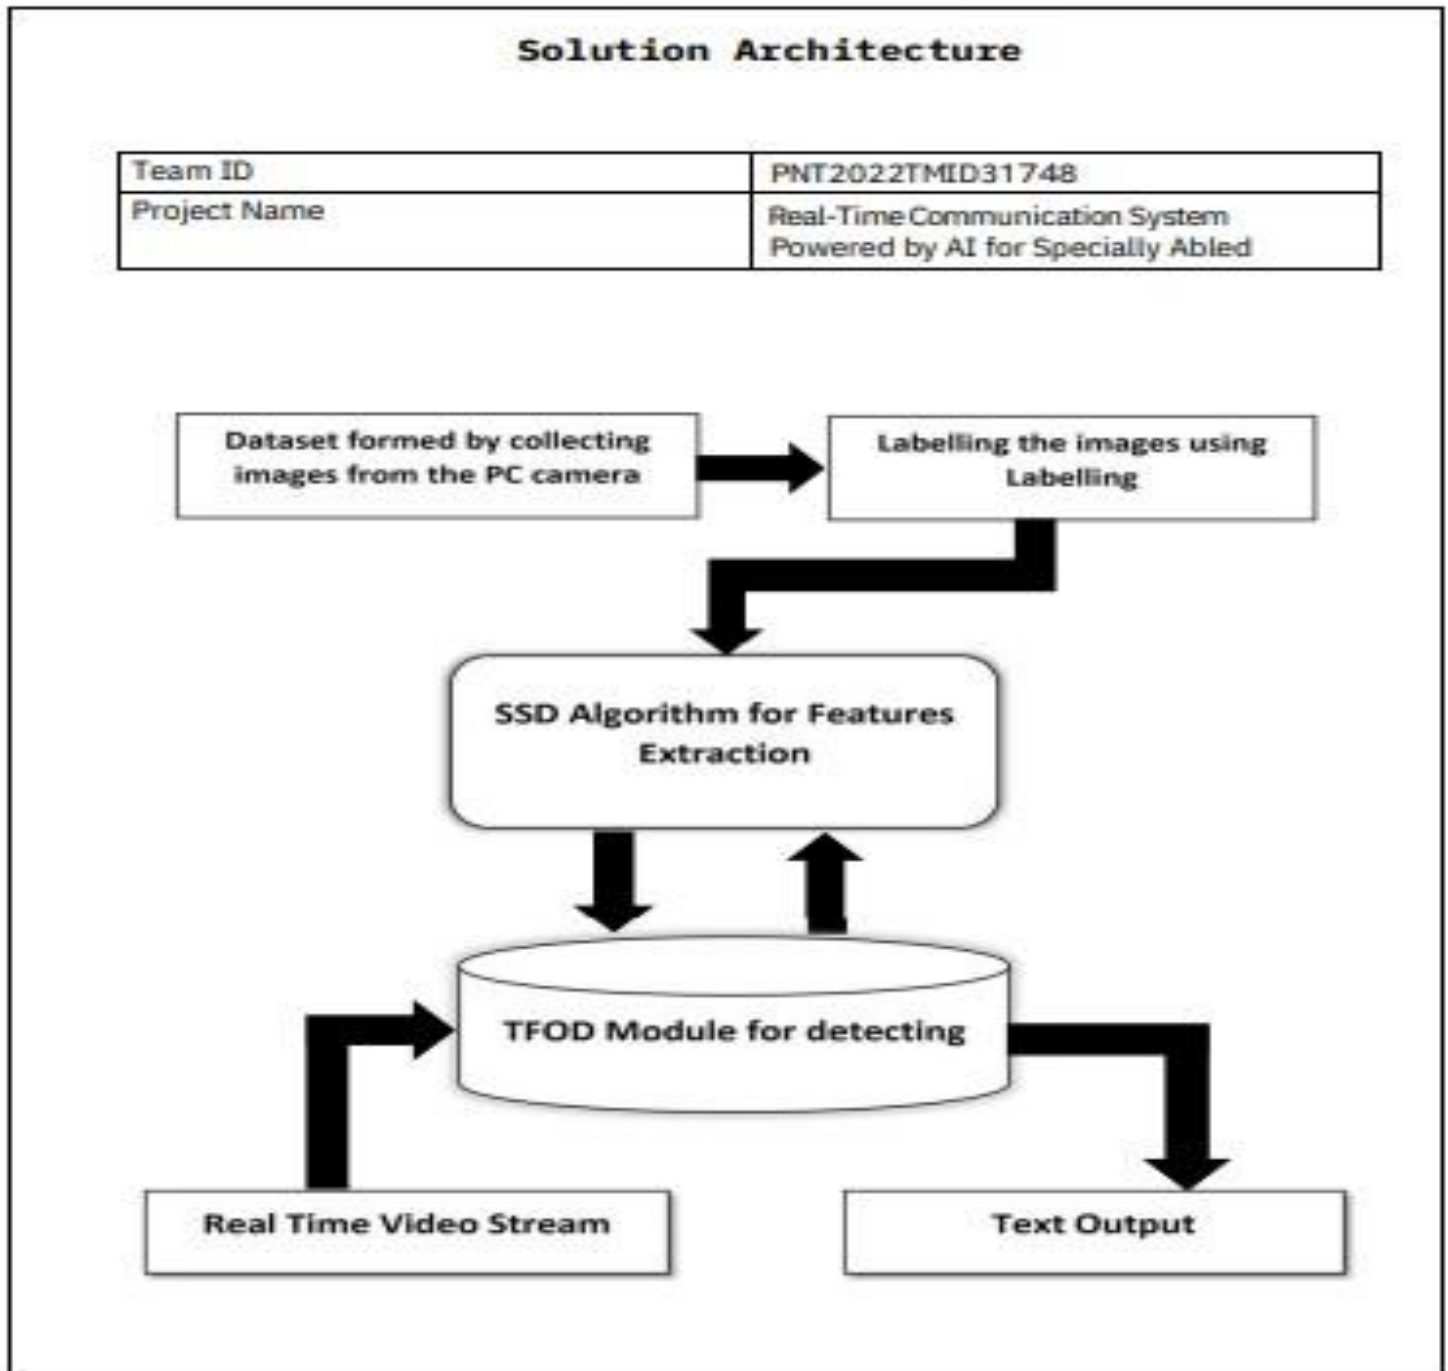 Solution Architecture
Team ID
PNT2022TMID31748
Project Name
Real-Time Communication System
Powered by AI for Specially Abled
Dataset formed by collecting
images from the PC camera
Labelling the images using
Labelling
SSD Algorithm for Features
Extraction
TFOD Module for detecting
Real Time Video Stream
Text Output